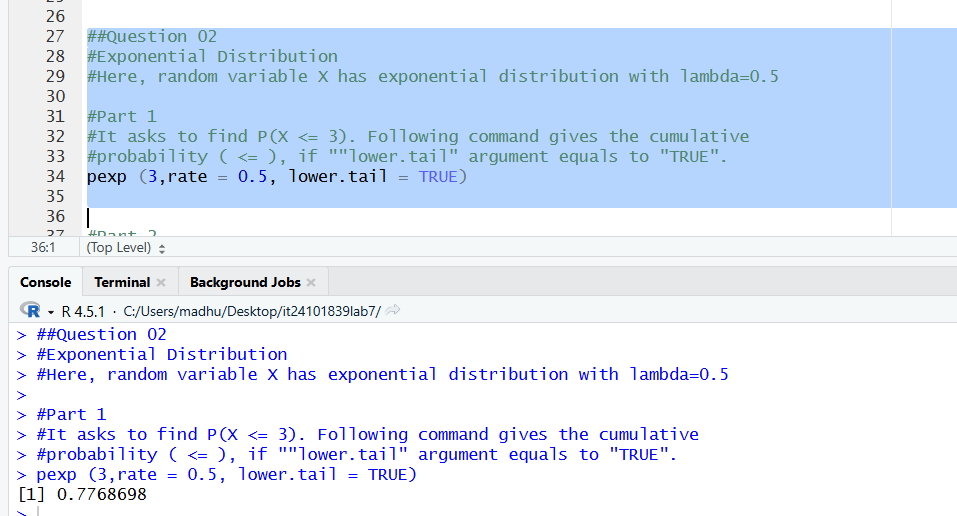 26
27 ##Question 02
28 #Exponential Distribution
29 #Here, random variable X has exponential distribution with lambda=0.5
30
31 #Part 1
32 #It asks to find P(X <= 3). Following command gives the cumulative
33 #probability ( <= ), if ""lower.tail" argument equals to "TRUE".
34 pexp (3,rate = 0.5, lower.tail = TRUE)
35
36
37 #Part 2
36:1 (Top Level)
Console Terminal Background Jobs
R R 4.5.1 · C:/Users/madhu/Desktop/it24101839lab7/
> ##Question 02
> #Exponential Distribution
> #Here, random variable X has exponential distribution with lambda=0.5
>
> #Part 1
> #It asks to find P(X <= 3). Following command gives the cumulative
> #probability ( <= ), if ""lower.tail" argument equals to "TRUE".
> pexp (3,rate = 0.5, lower.tail = TRUE)
[1] 0.7768698
>